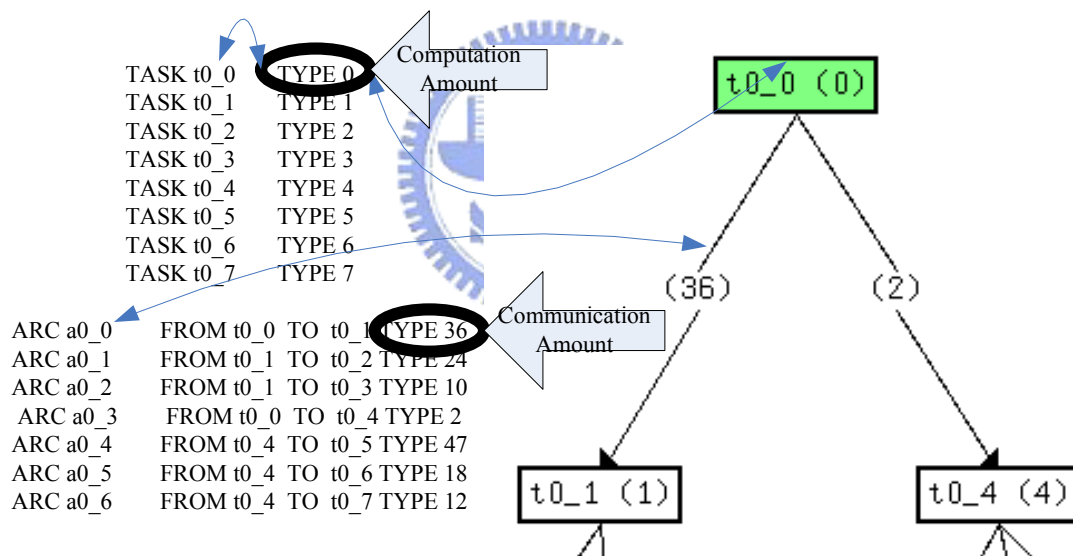 Computation
Amount
TASK t0_0 TYPE 0
TASK t0_1 TYPE 1
TASK t0_2 TYPE 2
TASK t0_3 TYPE 3
TASK t0_4 TYPE 4
TASK t0_5 TYPE 5
TASK t0_6 TYPE 6
TASK t0_7 TYPE 7
Communication
Amount
ARC a0_0 FROM t0_0 TO t0_1 TYPE 36
ARC a0_1 FROM t0_1 TO t0_2 TYPE 24
ARC a0_2 FROM t0_1 TO t0_3 TYPE 10
ARC a0_3 FROM t0_0 TO t0_4 TYPE 2
ARC a0_4 FROM t0_4 TO t0_5 TYPE 47
ARC a0_5 FROM t0_4 TO t0_6 TYPE 18
ARC a0_6 FROM t0_4 TO t0_7 TYPE 12
t0_0 (0)
(36)
(2)
t0_1 (1)
t0_4 (4)